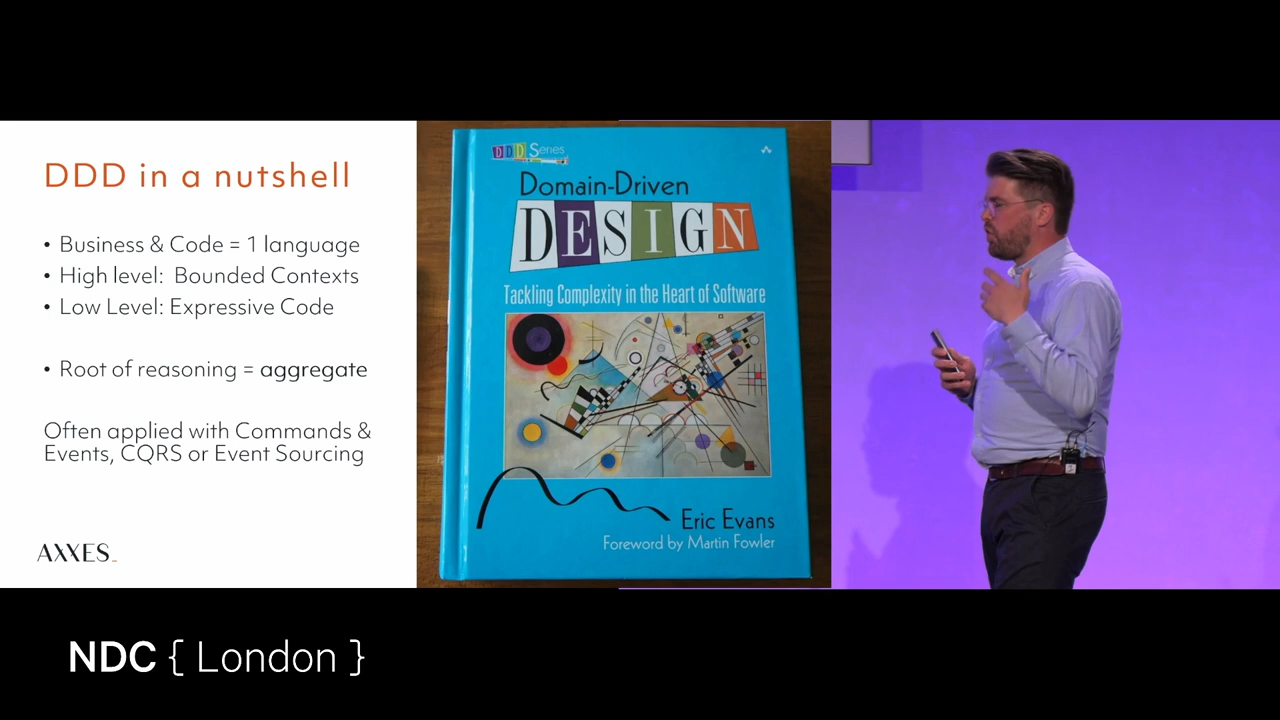 DDD in a nutshell
• Business & Code = 1 language
• High level: Bounded Contexts
• Low Level: Expressive Code
• Root of reasoning = aggregate
Often applied with Commands &
Events, CQRS or Event Sourcing
AXXES_
DDD Series
Domain-Driven
DESIGN
Tackling Complexity in the Heart of Software
Eric Evans
Foreword by Martin Fowler
NDC { London }